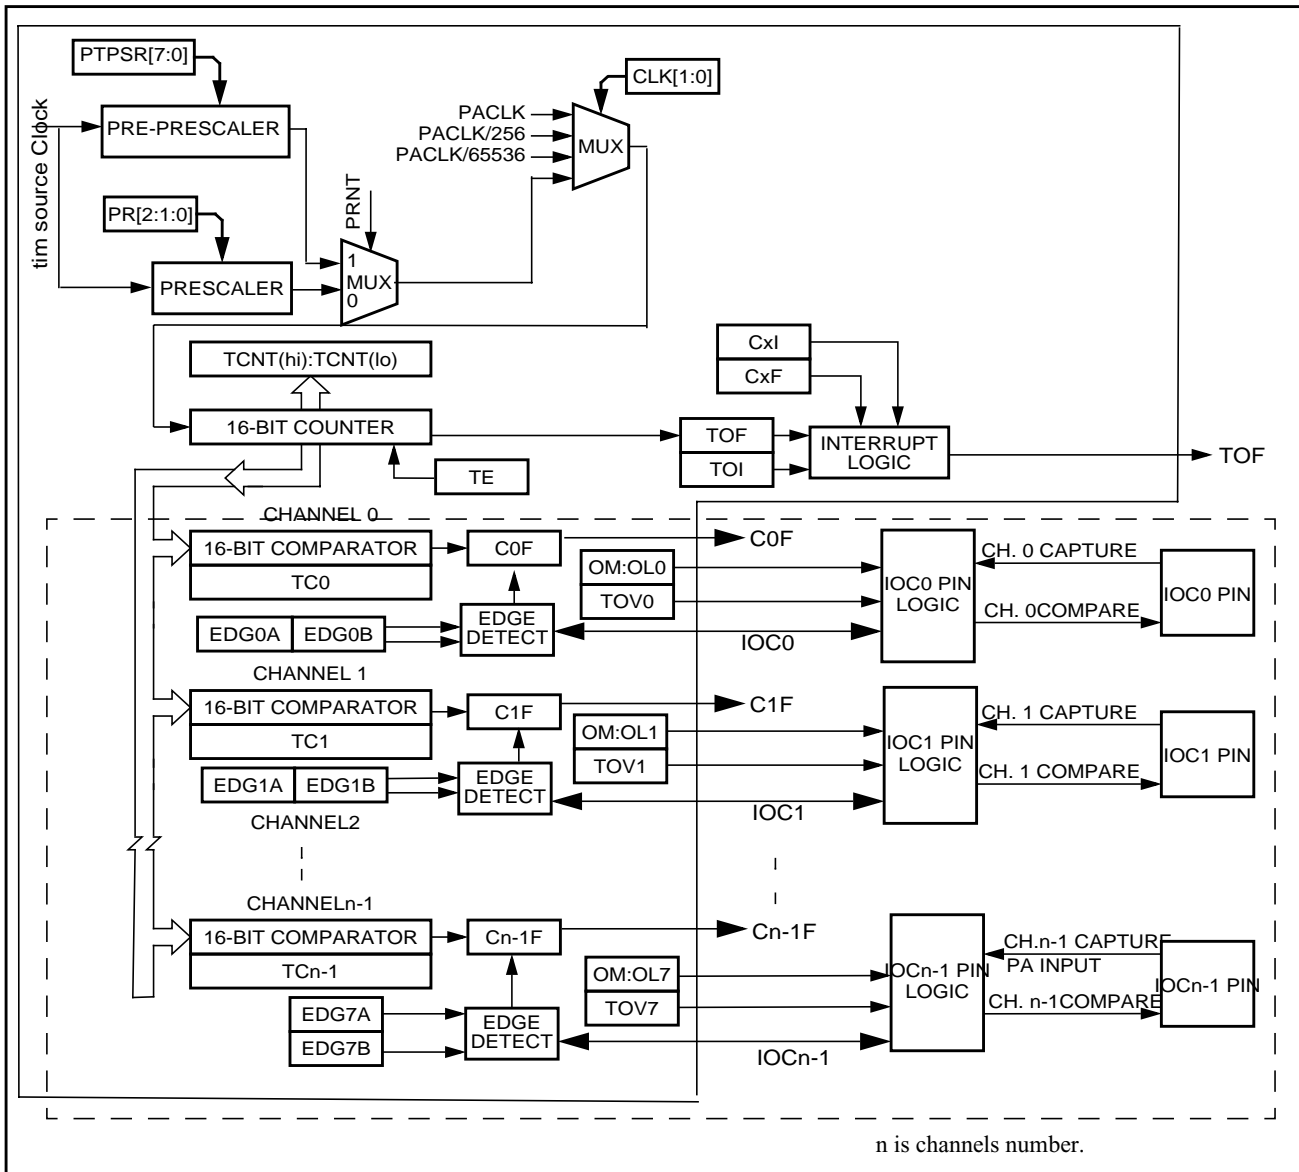 PTPSR[7:0]
CLK[1:0]
tim source Clock
PRE-PRESCALER
PACLK
PACLK/256
PACLK/65536
MUX
PR[2:1:0]
PRNT
PRESCALER
1
MUX
0
TCNT(hi):TCNT(lo)
CxI
CxF
16-BIT COUNTER
TOF
TOI
INTERRUPT
LOGIC
TOF
TE
CHANNEL 0
16-BIT COMPARATOR
TC0
C0F
C0F
OM:OL0
TOV0
IOC0 PIN
LOGIC
CH. 0 CAPTURE
CH. 0COMPARE
IOC0 PIN
EDG0A
EDG0B
EDGE
DETECT
IOC0
CHANNEL 1
16-BIT COMPARATOR
TC1
C1F
C1F
OM:OL1
TOV1
IOC1 PIN
LOGIC
CH. 1 CAPTURE
CH. 1 COMPARE
IOC1 PIN
EDG1A
EDG1B
EDGE
DETECT
IOC1
CHANNEL2
CHANNELn-1
16-BIT COMPARATOR
TCn-1
Cn-1F
Cn-1F
OM:OL7
TOV7
IOCn-1 PIN
LOGIC
CH.n-1 CAPTURE
PA INPUT
CH. n-1COMPARE
IOCn-1 PIN
EDG7A
EDG7B
EDGE
DETECT
IOCn-1
n is channels number.